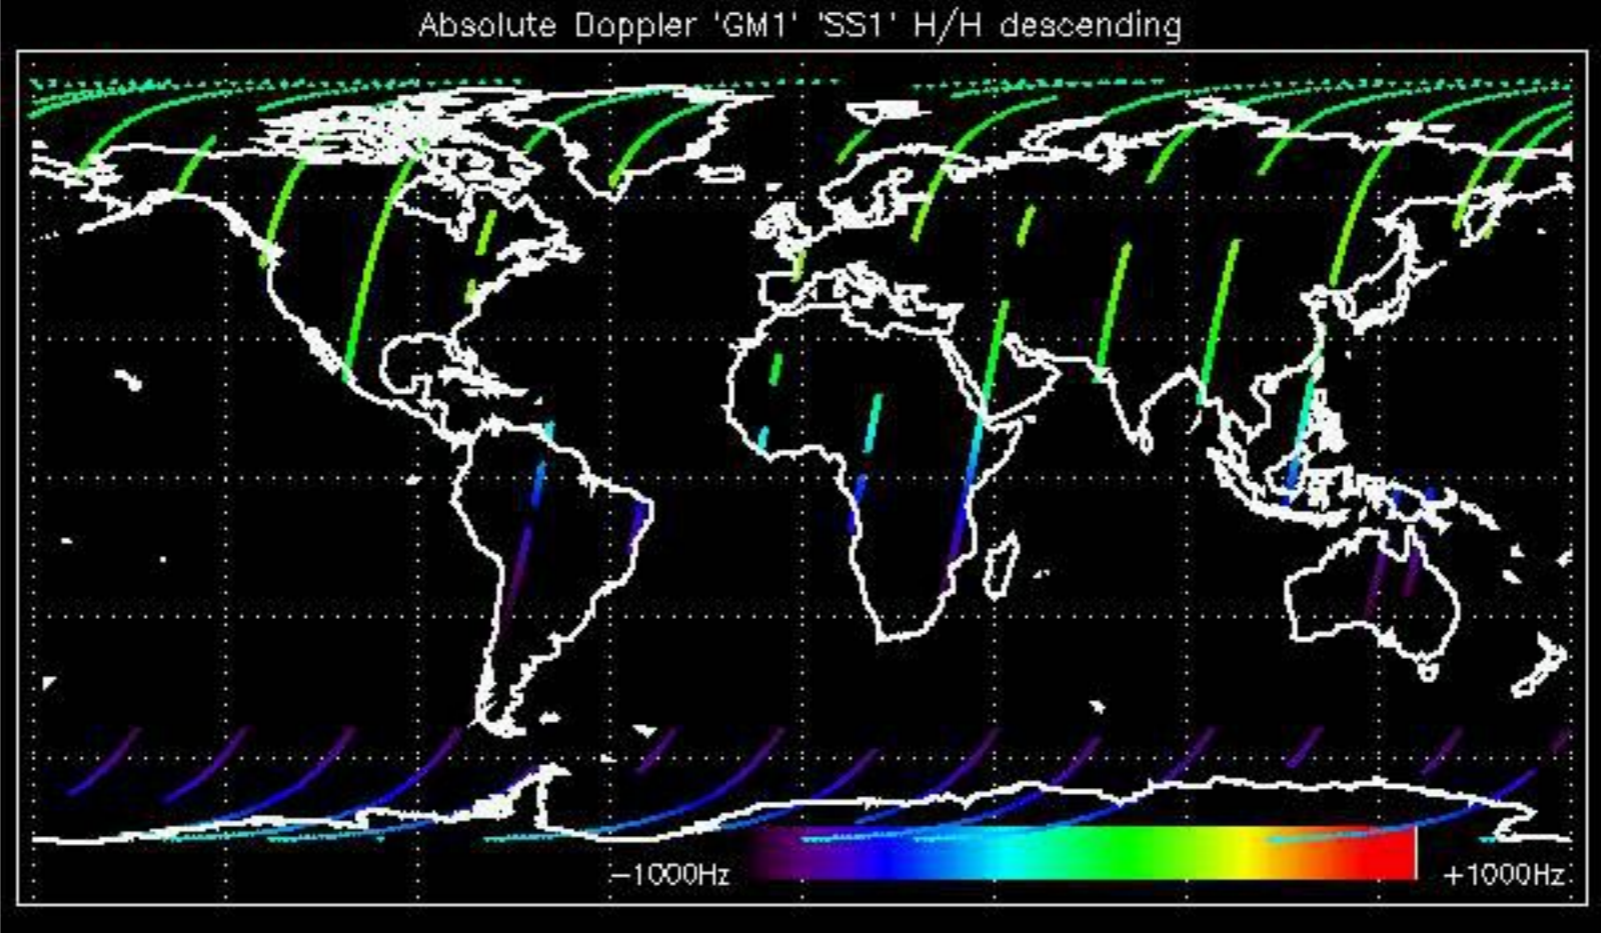 Absolute Doppler 'GM1' 'SS1' H/H descending
−1000Hz +1000Hz